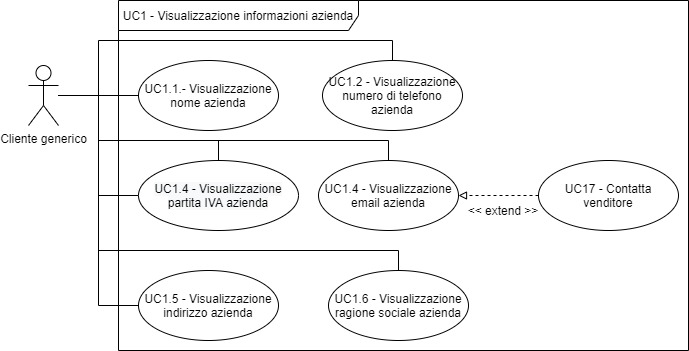 UC1 - Visualizzazione informazioni azienda
UC1.1.- Visualizzazione
nome azienda
UC1.2 - Visualizzazione
numero di telefono
azienda
Cliente generico
UC1.4 - Visualizzazione
partita IVA azienda
UC1.4 - Visualizzazione
email azienda
<< extend >>
UC17 - Contatta
venditore
UC1.5 - Visualizzazione
indirizzo azienda
UC1.6 - Visualizzazione
ragione sociale azienda